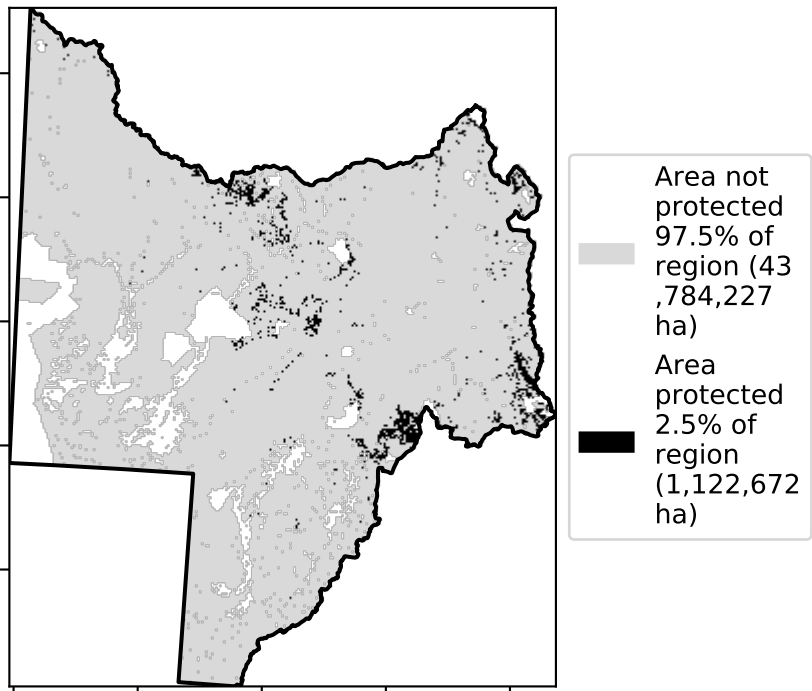 Area not
protected
97.5% of
region (43
,784,227
ha)
Area
protected
2.5% of
region
(1,122,672
ha)